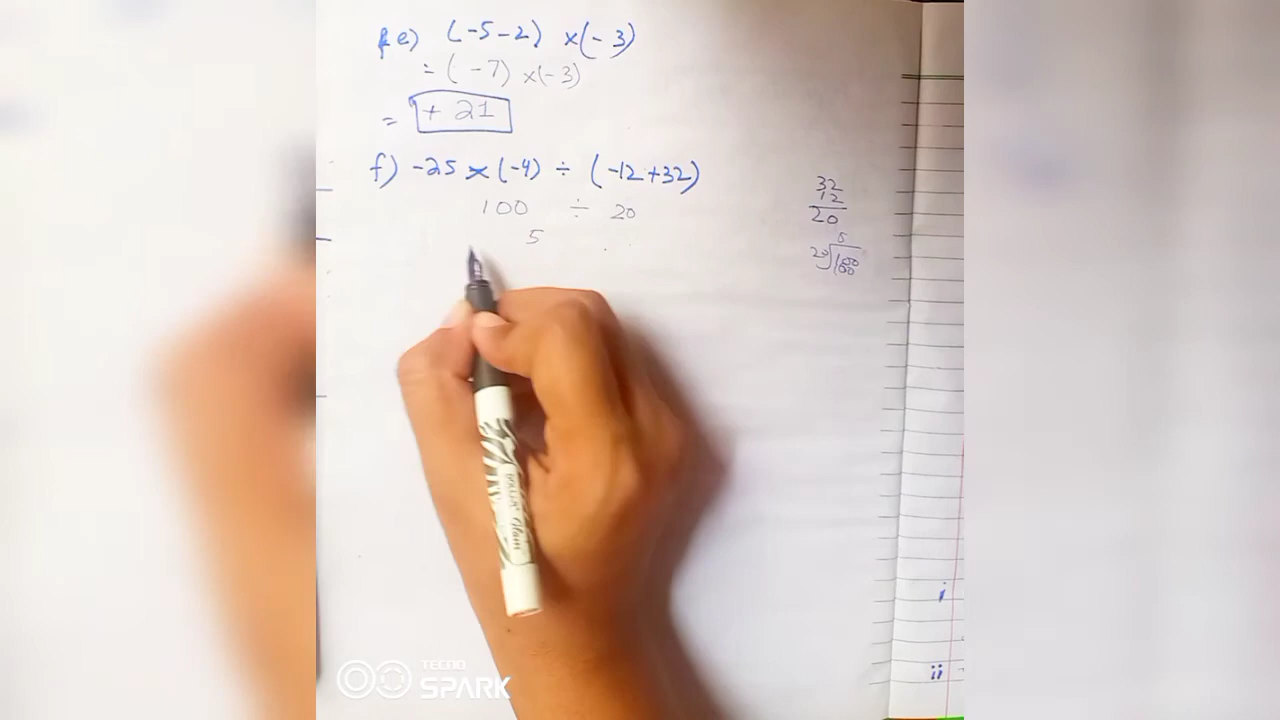 e) (-5-2) x(-3)
= (-7) x(-3)
= + 21
f) -25 x (-4) ÷ (-12+32)
100 ÷ 20
5
32
12
20
5
20 100
100
i
ii
TECNO
SPARK